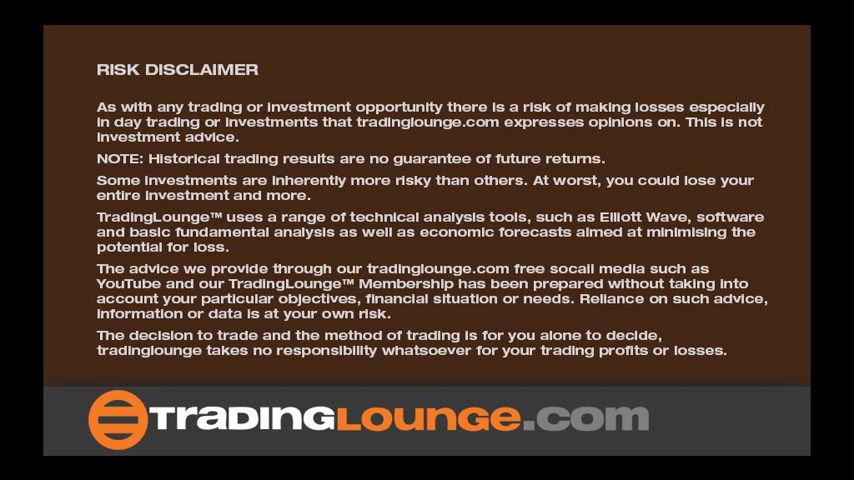 RISK DISCLAIMER
As with any trading or investment opportunity there is a risk of making losses especially
in day trading or investments that tradinglounge.com expresses opinions on. This is not
investment advice.
NOTE: Historical trading results are no guarantee of future returns.
Some investments are inherently more risky than others. At worst, you could lose your
entire investment and more.
TradingLounge™ uses a range of technical analysis tools, such as Elliott Wave, software
and basic fundamental analysis as well as economic forecasts aimed at minimising the
potential for loss.
The advice we provide through our tradinglounge.com free socail media such as
YouTube and our TradingLounge™ Membership has been prepared without taking into
account your particular objectives, financial situation or needs. Reliance on such advice,
information or data is at your own risk.
The decision to trade and the method of trading is for you alone to decide,
tradinglounge takes no responsibility whatsoever for your trading profits or losses.
TradingLounge.com